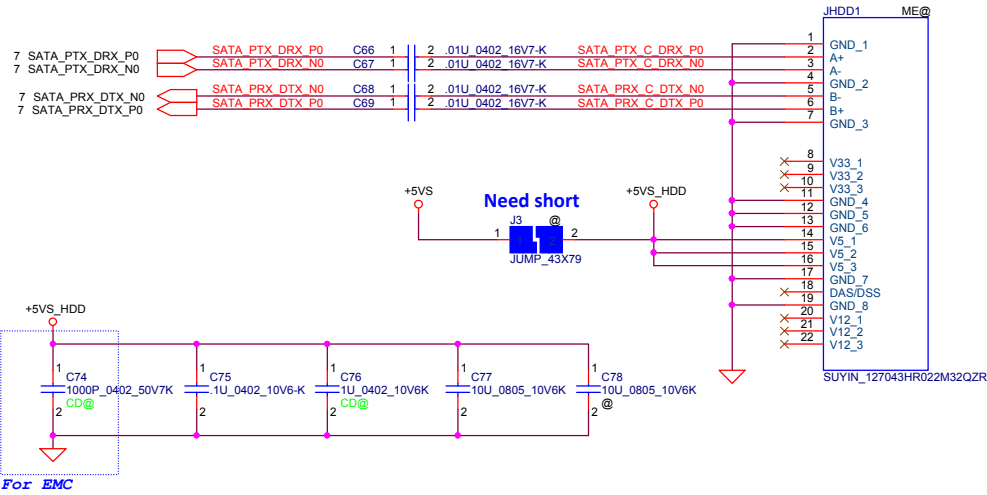 JHDD1 ME@
7 SATA_PTX_DRX_P0 SATA_PTX_DRX_P0 C66 1 2 .01U_0402_16V7-K SATA_PTX_C_DRX_P0
7 SATA_PTX_DRX_N0 SATA_PTX_DRX_N0 C67 1 2 .01U_0402_16V7-K SATA_PTX_C_DRX_N0
7 SATA_PRX_DTX_N0 SATA_PRX_DTX_N0 C68 1 2 .01U_0402_16V7-K SATA_PRX_C_DTX_N0
7 SATA_PRX_DTX_P0 SATA_PRX_DTX_P0 C69 1 2 .01U_0402_16V7-K SATA_PRX_C_DTX_P0
1 GND_1
2 A+
3 A-
4 GND_2
5 B-
6 B+
7 GND_3
8 V33_1
9 V33_2
10 V33_3
11 GND_4
12 GND_5
13 GND_6
14 V5_1
15 V5_2
16 V5_3
17 GND_7
18 DAS/DSS
19 GND_8
20 V12_1
21 V12_2
22 V12_3
SUYIN_127043HR022M32QZR
+5VS
Need short
+5VS_HDD
J3 @
1 1 2 2
JUMP_43X79
+5VS_HDD
1 1 1 1 1
C74 C75 C76 C77 C78
1000P_0402_50V7K .1U_0402_10V6-K 1U_0402_10V6K 10U_0805_10V6K 10U_0805_10V6K
CD@ CD@ @
2 2 2 2 2
For EMC